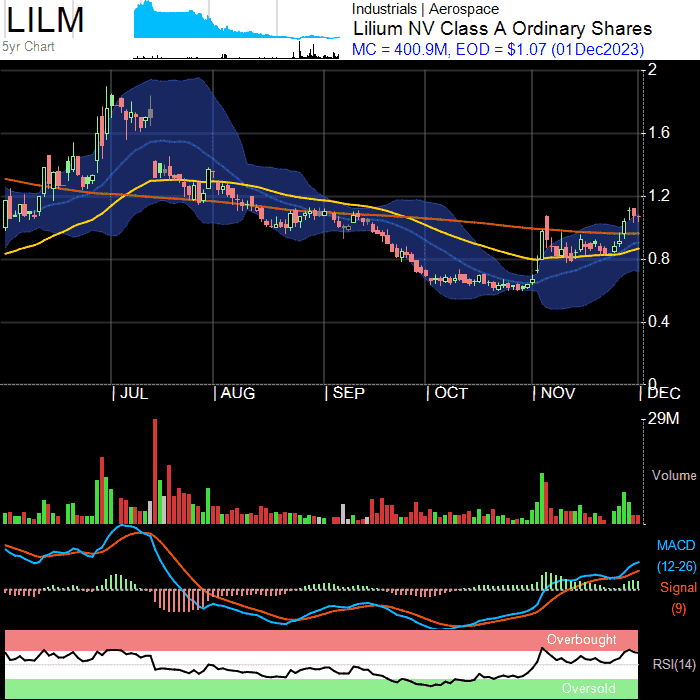 LILM
5yr Chart
Industrials | Aerospace
Lilium NV Class A Ordinary Shares
MC = 400.9M, EOD = $1.07 (01Dec2023)
2
1.6
1.2
0.8
0.4
0
JUL AUG SEP OCT NOV DEC
29M
Volume
MACD
(12-26)
Signal
(9)
Overbought
RSI(14)
Oversold